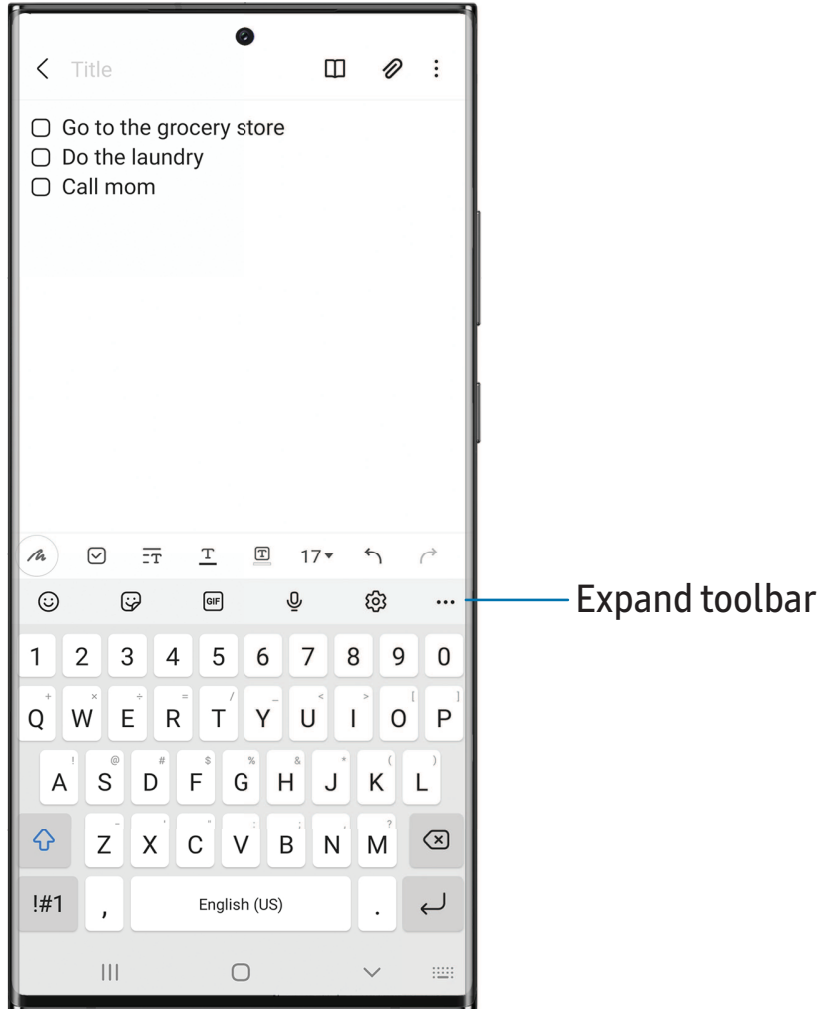 Title
Go to the grocery store
Do the laundry
Call mom
T T T 17
GIF
Expand toolbar
1 2 3 4 5 6 7 8 9 0
+ × ÷ = / _ < > [ ]
Q W E R T Y U I O P
! @ # $ % & * ( )
A S D F G H J K L
- ' " : ; , ?
Z X C V B N M
!#1 , English (US) .